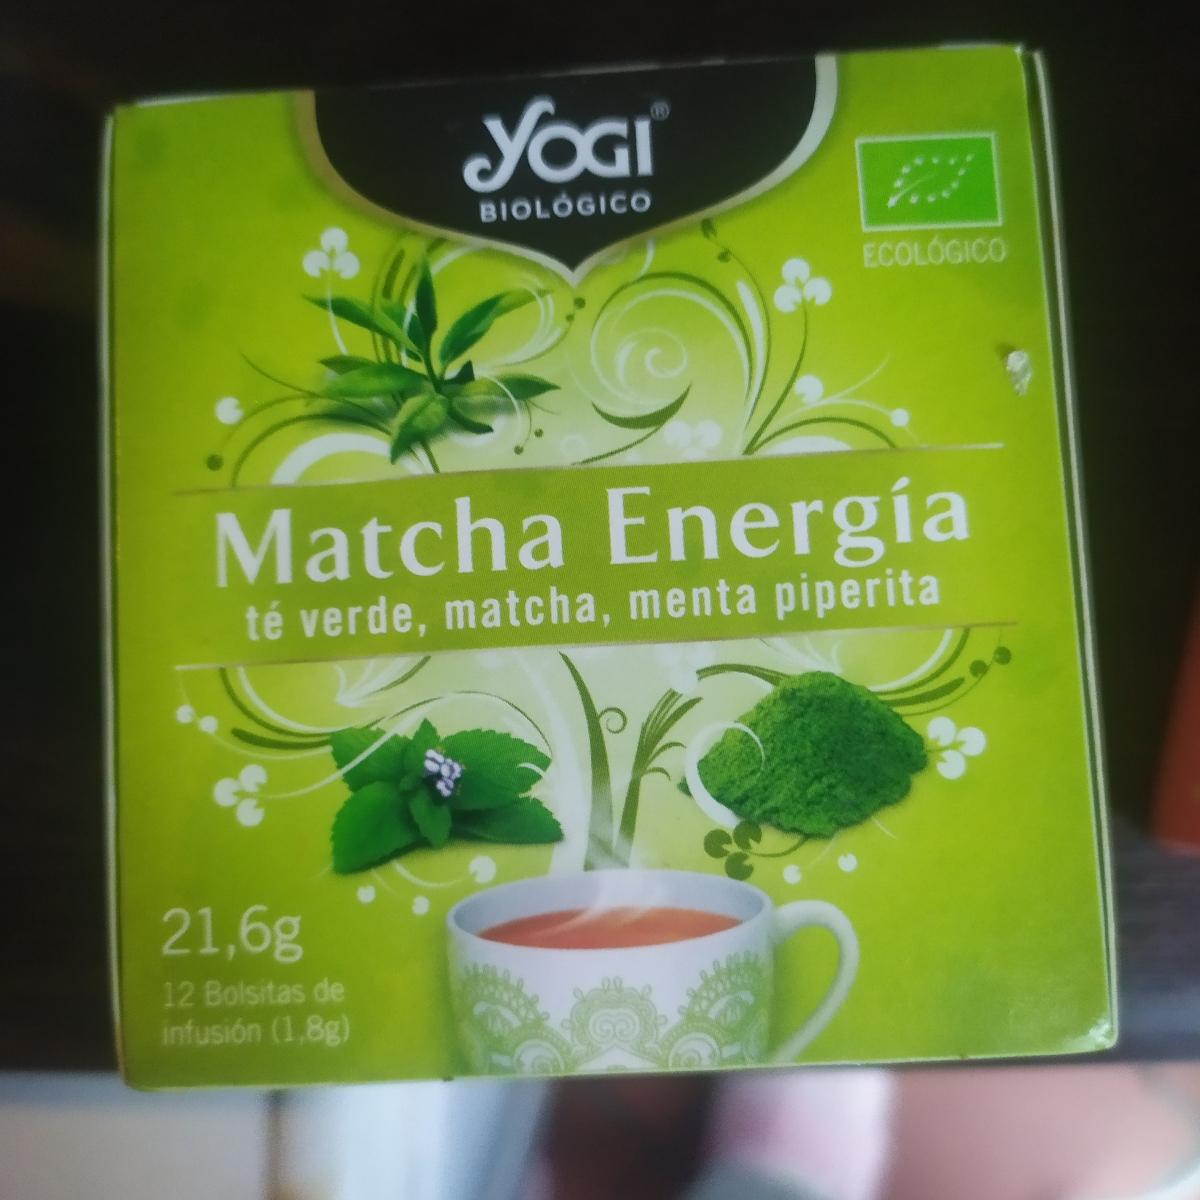 YOGI®
BIOLÓGICO
ECOLÓGICO
Matcha Energía
té verde, matcha, menta piperita
21,6g
12 Bolsitas de
infusión (1,8g)